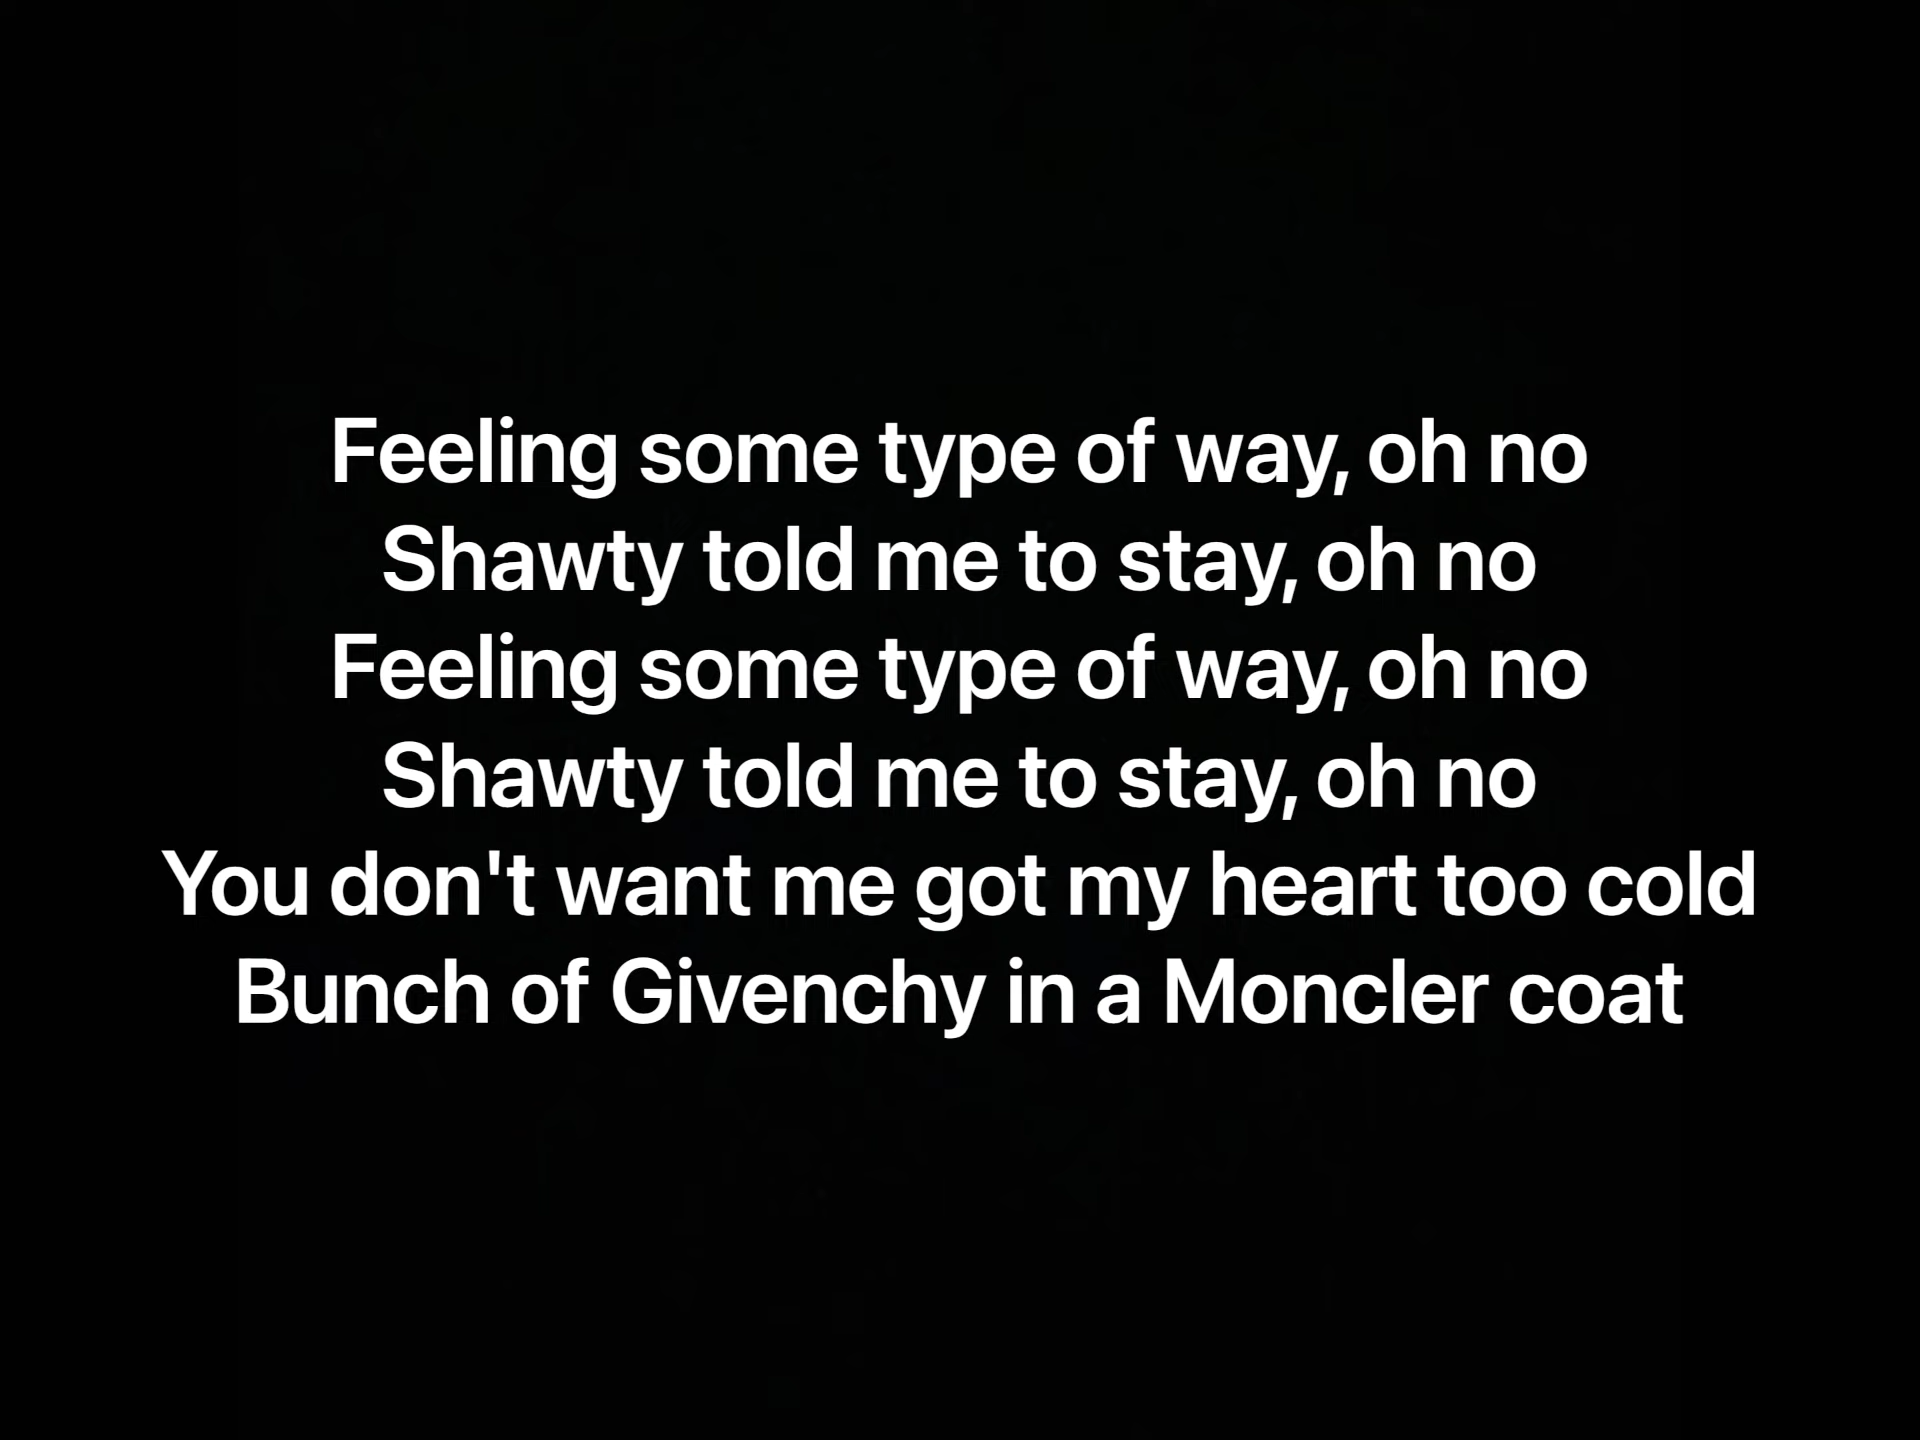 Feeling some type of way, oh no
Shawty told me to stay, oh no
Feeling some type of way, oh no
Shawty told me to stay, oh no
You don't want me got my heart too cold
Bunch of Givenchy in a Moncler coat